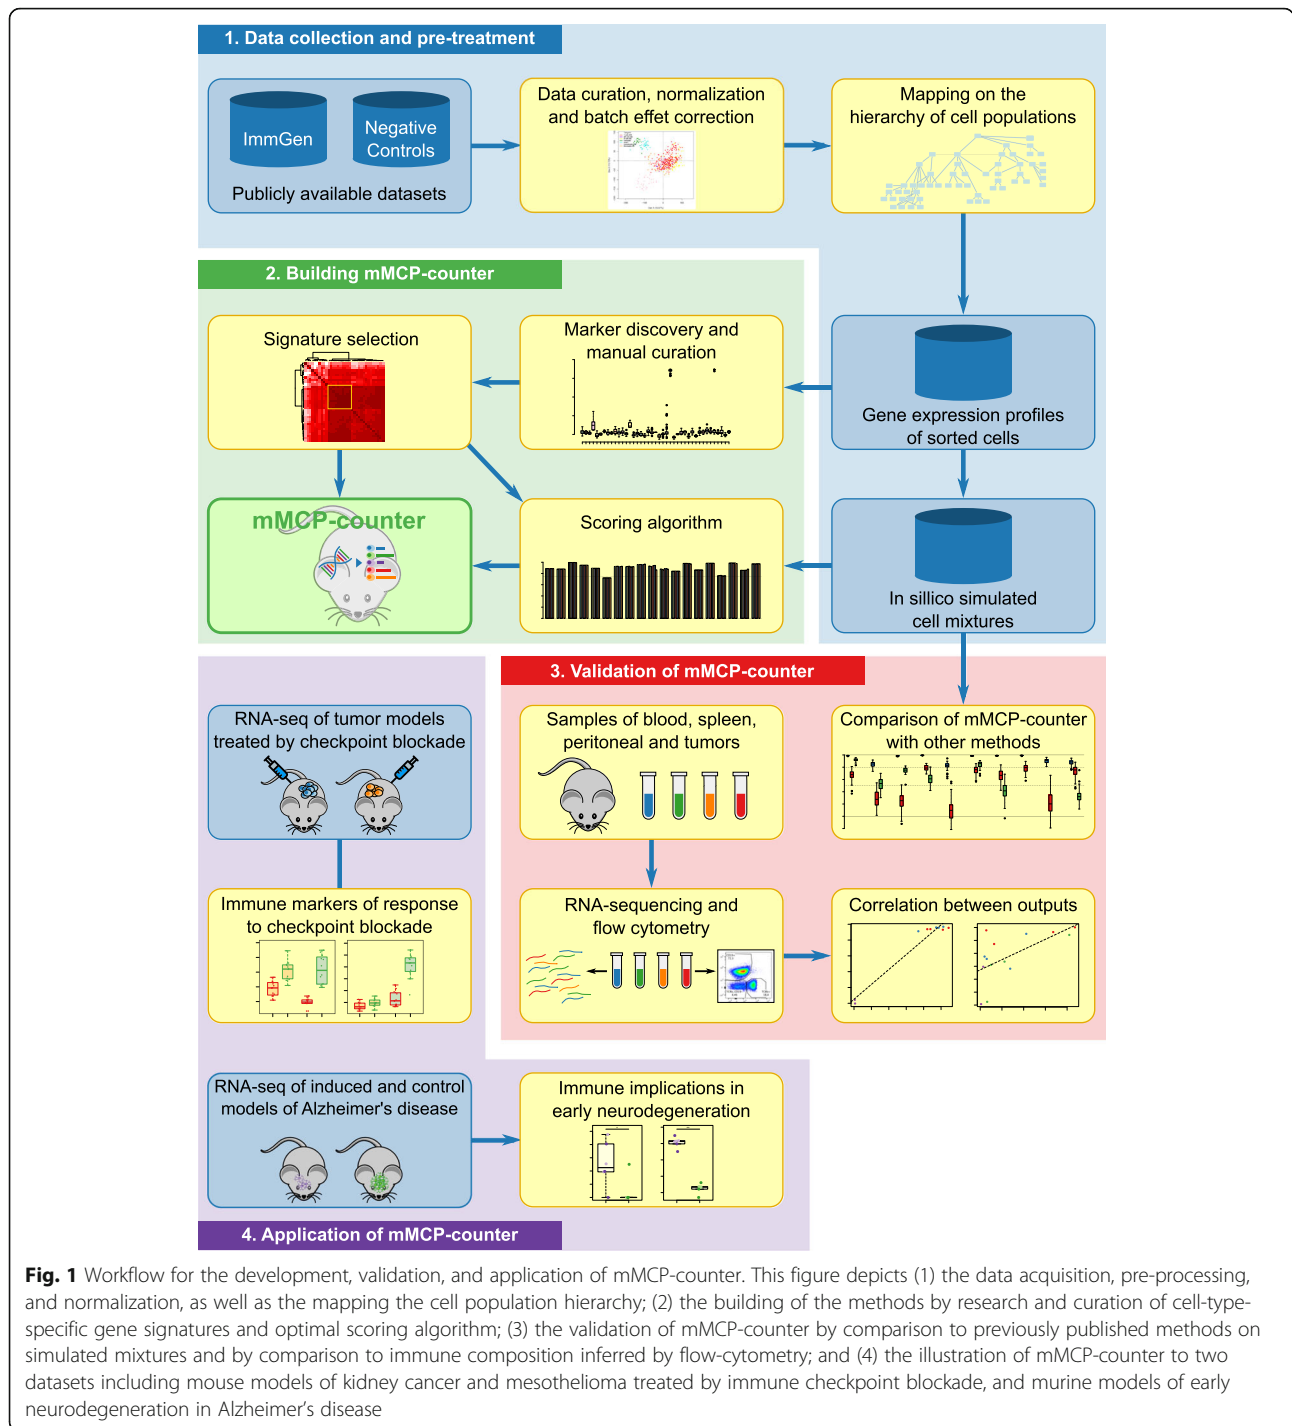 1. Data collection and pre-treatment
ImmGen
Negative
Controls
Publicly available datasets
Data curation, normalization
and batch effet correction
Mapping on the
hierarchy of cell populations
2. Building mMCP-counter
Signature selection
Marker discovery and
manual curation
Gene expression profiles
of sorted cells
mMCP-counter
Scoring algorithm
In sillico simulated
cell mixtures
3. Validation of mMCP-counter
RNA-seq of tumor models
treated by checkpoint blockade
Samples of blood, spleen,
peritoneal and tumors
Comparison of mMCP-counter
with other methods
Immune markers of response
to checkpoint blockade
RNA-sequencing and
flow cytometry
Correlation between outputs
RNA-seq of induced and control
models of Alzheimer's disease
Immune implications in
early neurodegeneration
4. Application of mMCP-counter
Fig. 1 Workflow for the development, validation, and application of mMCP-counter. This figure depicts (1) the data acquisition, pre-processing,
and normalization, as well as the mapping the cell population hierarchy; (2) the building of the methods by research and curation of cell-type-
specific gene signatures and optimal scoring algorithm; (3) the validation of mMCP-counter by comparison to previously published methods on
simulated mixtures and by comparison to immune composition inferred by flow-cytometry; and (4) the illustration of mMCP-counter to two
datasets including mouse models of kidney cancer and mesothelioma treated by immune checkpoint blockade, and murine models of early
neurodegeneration in Alzheimer's disease